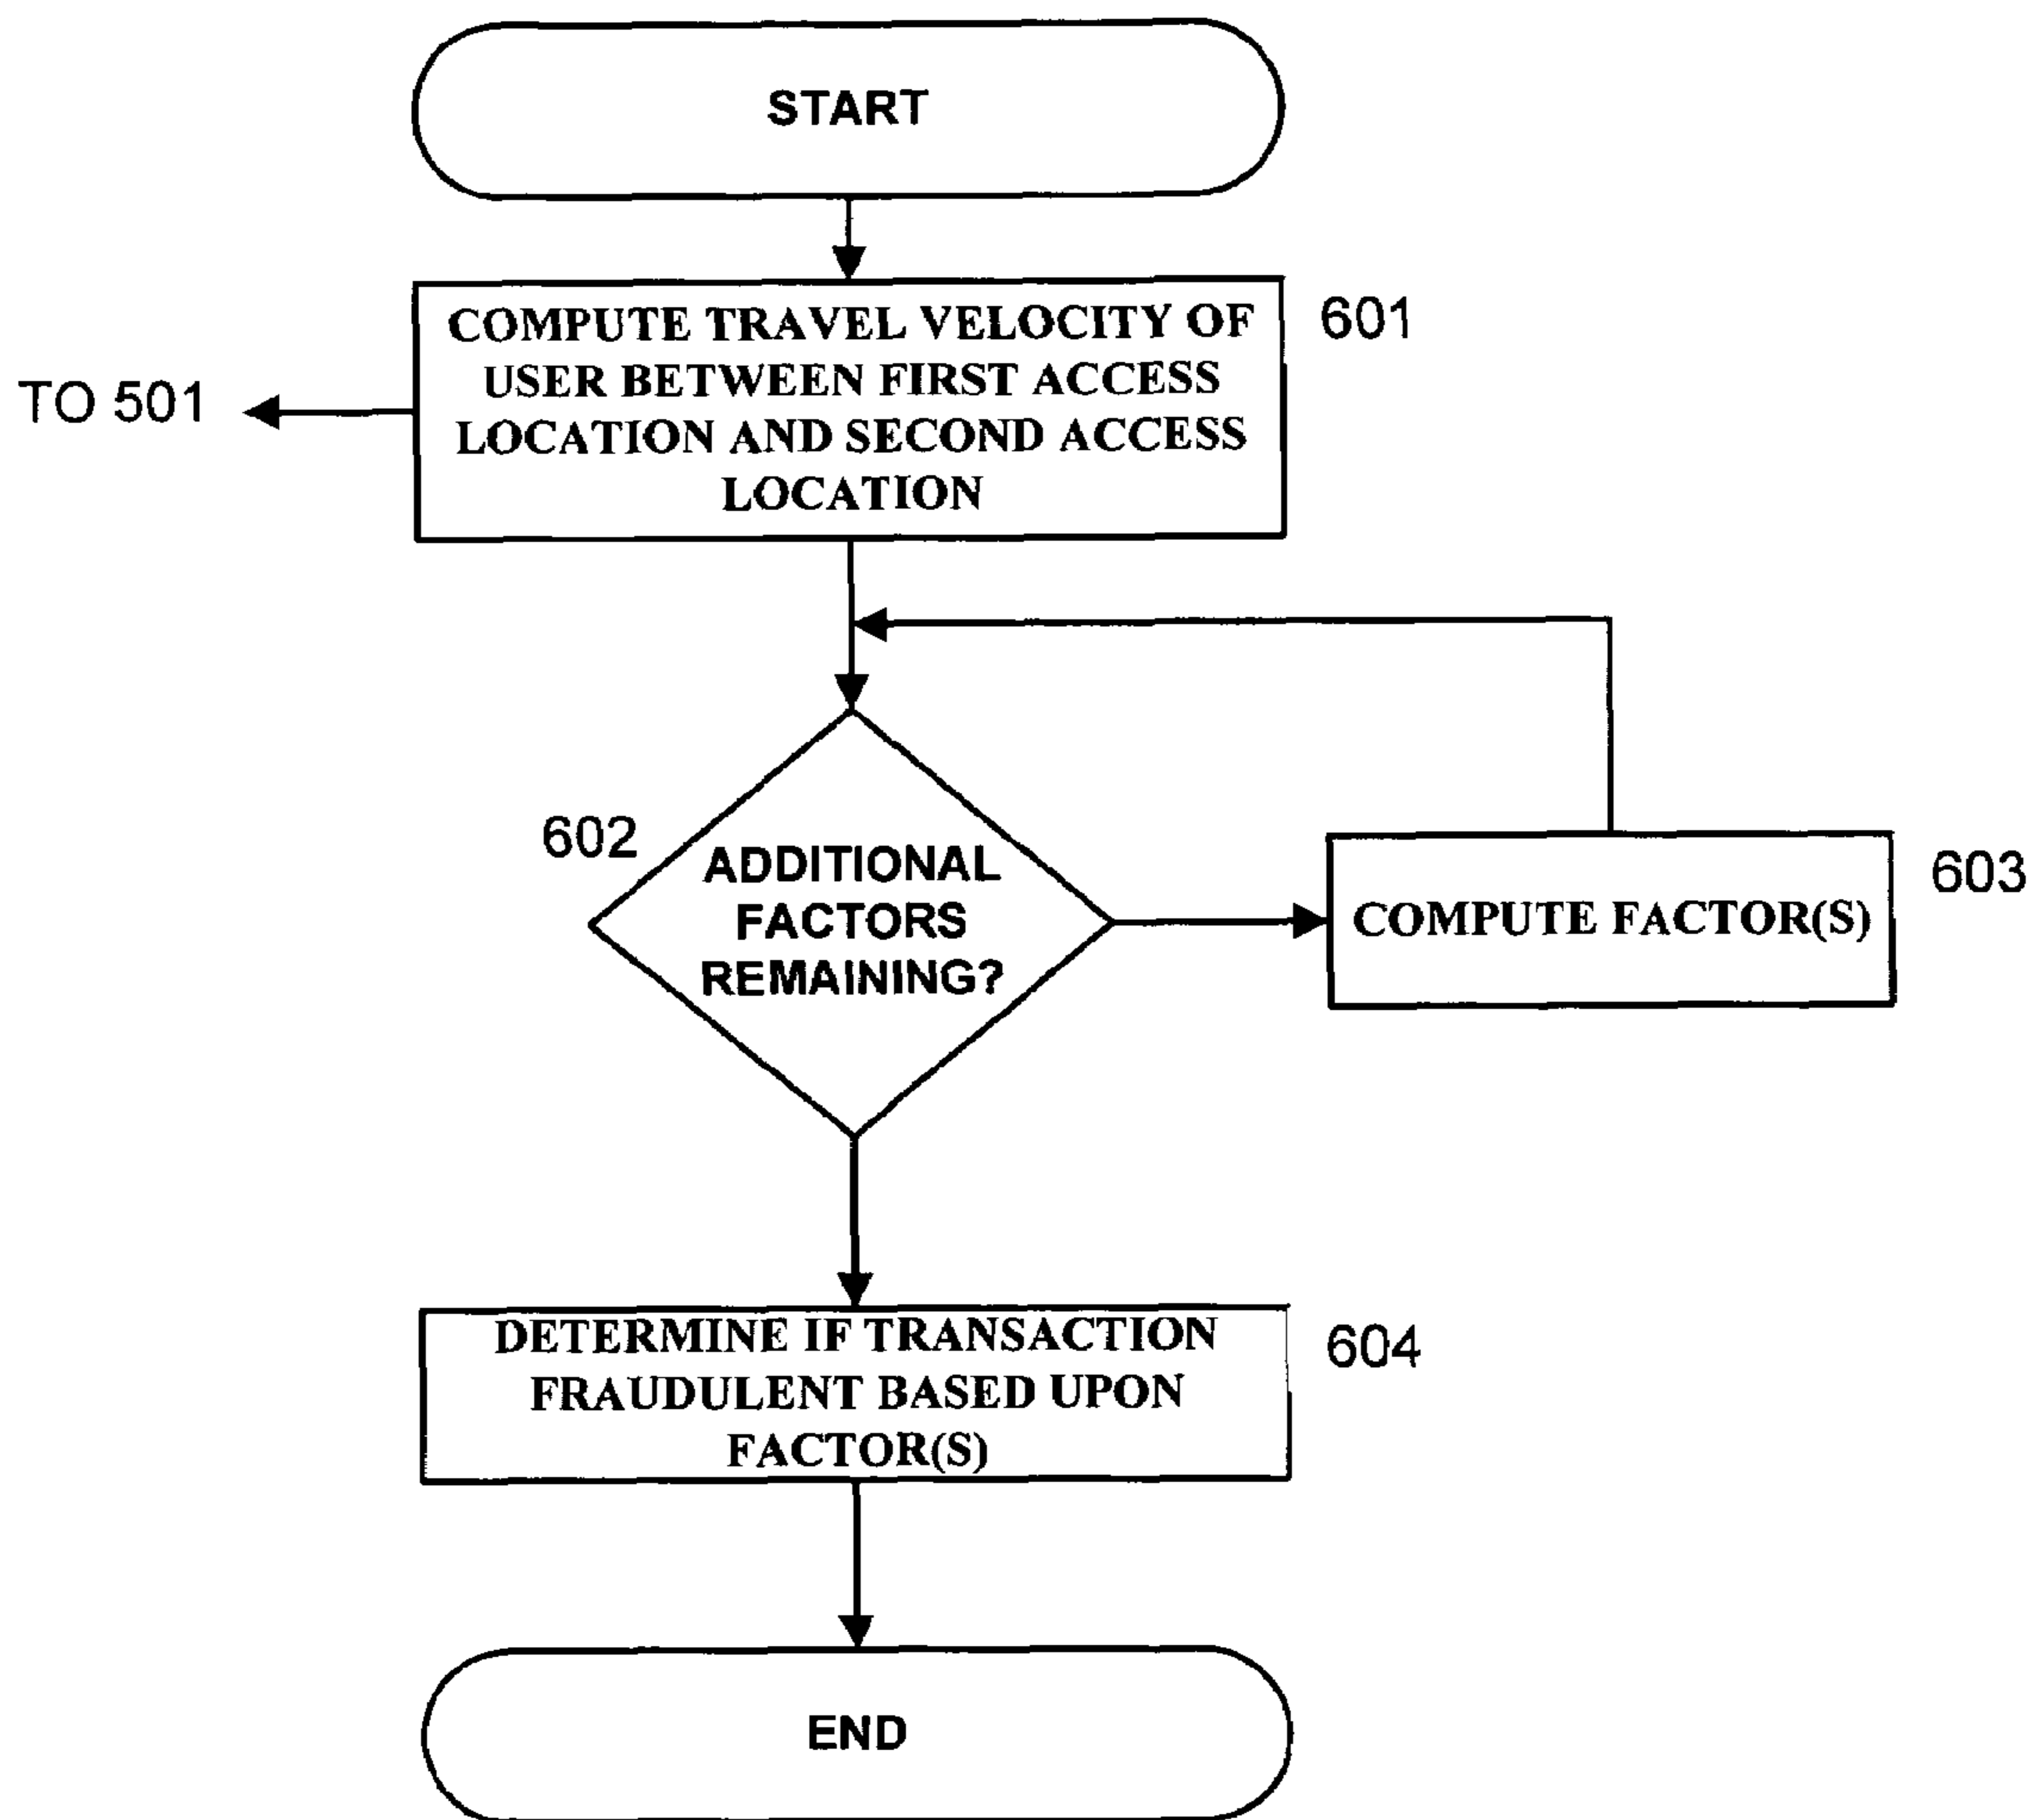 START
COMPUTE TRAVEL VELOCITY OF
USER BETWEEN FIRST ACCESS
LOCATION AND SECOND ACCESS
LOCATION
601
TO 501
602
ADDITIONAL
FACTORS
REMAINING?
COMPUTE FACTOR(S)
603
DETERMINE IF TRANSACTION
FRAUDULENT BASED UPON
FACTOR(S)
604
END